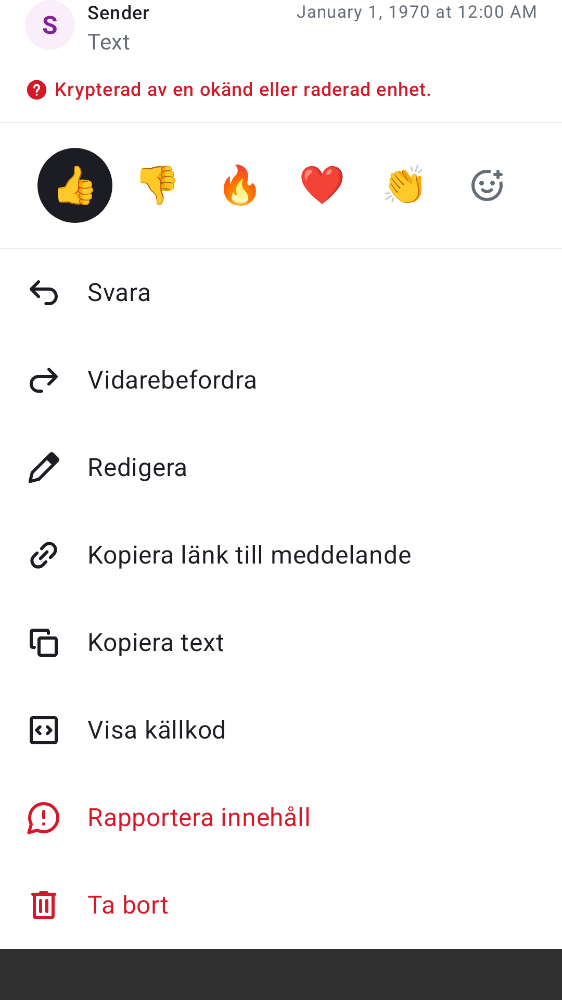 S
Sender
January 1, 1970 at 12:00 AM
Text
Krypterad av en okänd eller raderad enhet.
Svara
Vidarebefordra
Redigera
Kopiera länk till meddelande
Kopiera text
Visa källkod
Rapportera innehåll
Ta bort